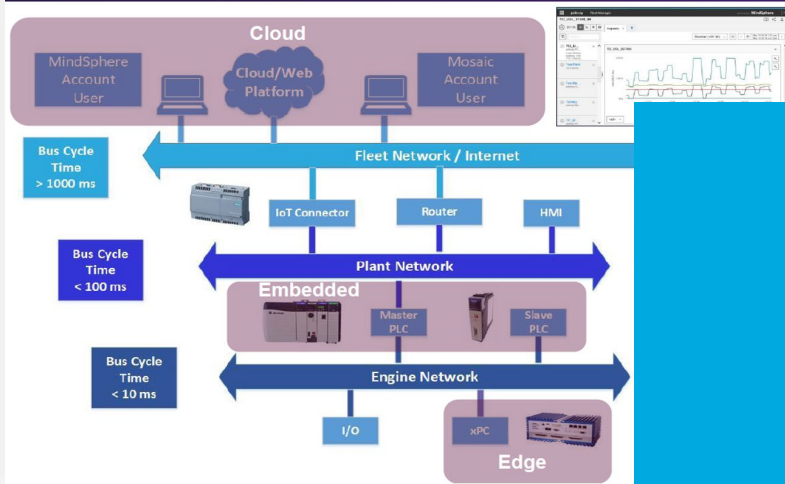 MindSphere
Cloud
MindSphere
Account
User
Cloud/Web
Platform
Mosaic
Account
User
Bus Cycle
Time
> 1000 ms
Fleet Network / Internet
IoT Connector
Router
HMI
Bus Cycle
Time
< 100 ms
Plant Network
Embedded
Master
PLC
Slave
PLC
Bus Cycle
Time
< 10 ms
Engine Network
I/O
xPC
Edge